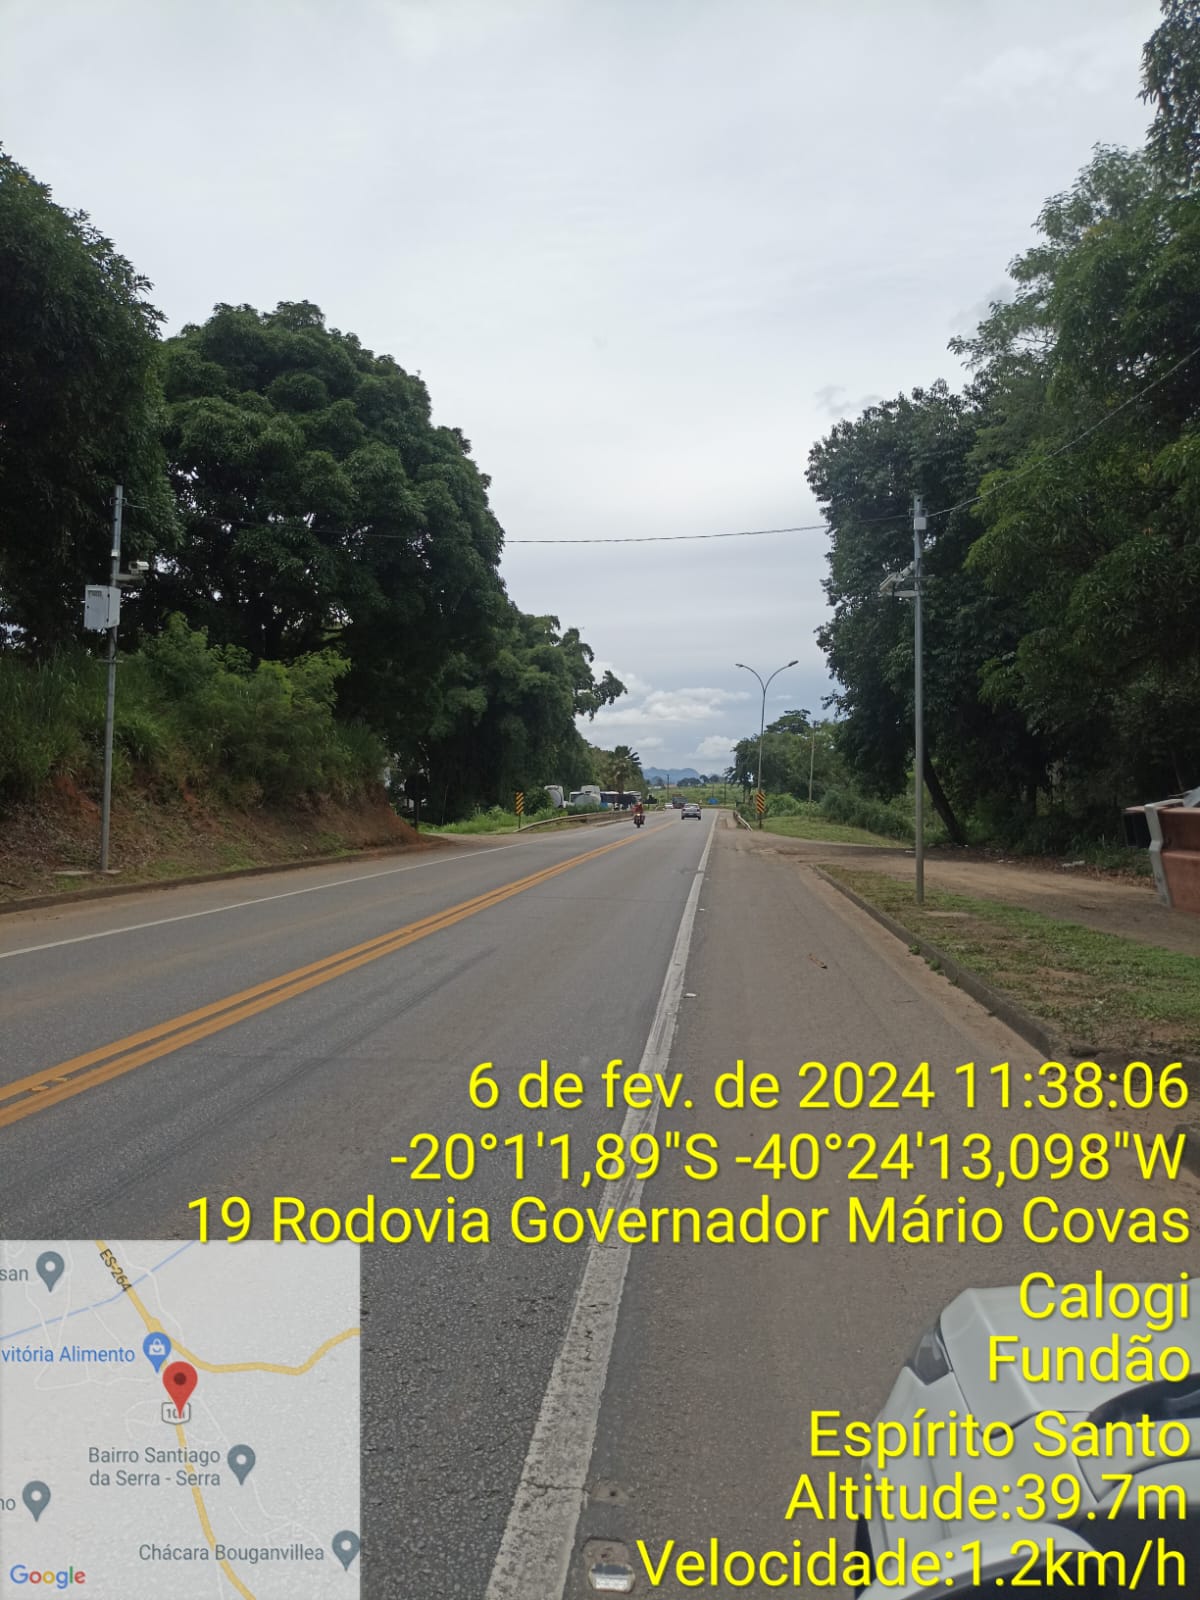 6 de fev. de 2024 11:38:06
-20°1'1,89"S -40°24'13,098"W
19 Rodovia Governador Mário Covas
Calogi
Fundão
Espírito Santo
Altitude:39.7m
Velocidade:1.2km/h
ES-264
san
vitória Alimento
101
Bairro Santiago
da Serra - Serra
no
Chácara Bouganvillea
Google